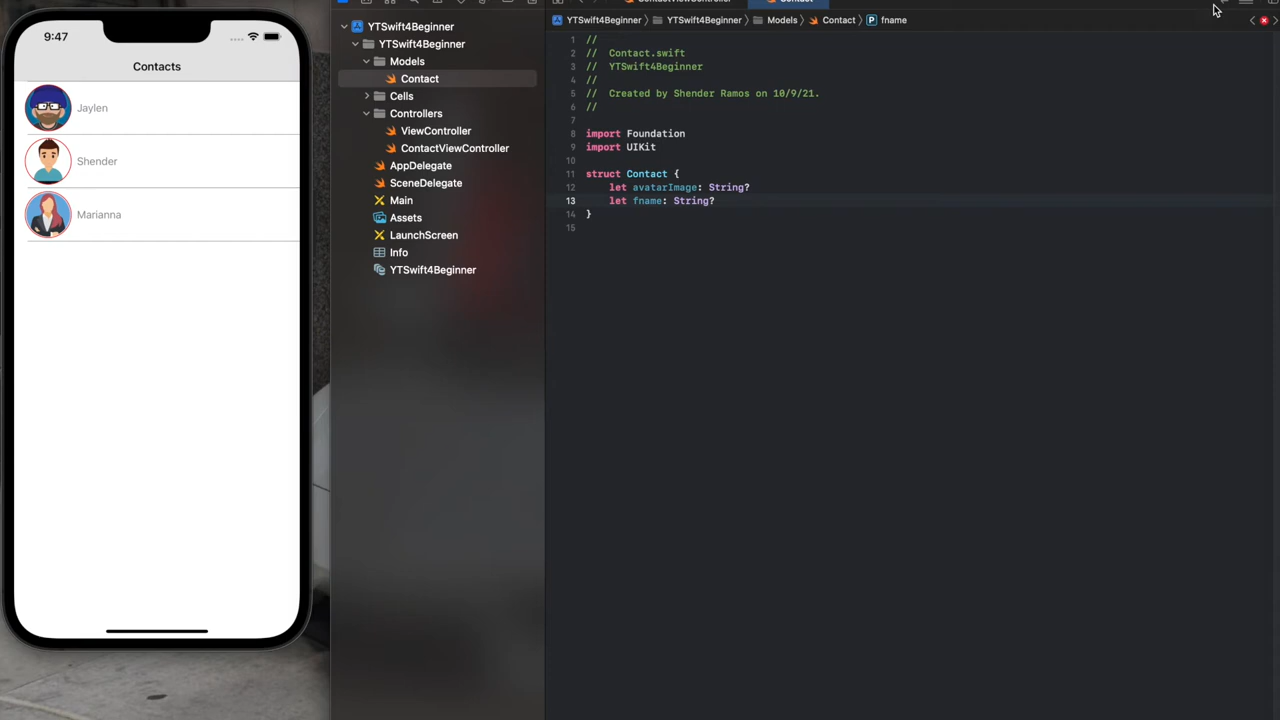 9:47
Contacts
Jaylen
Shender
Marianna
YTSwift4Beginner
YTSwift4Beginner
Models
Contact
Cells
Controllers
ViewController
ContactViewController
AppDelegate
SceneDelegate
Main
Assets
LaunchScreen
Info
YTSwift4Beginner
ContactViewController
Contact
YTSwift4Beginner YTSwift4Beginner Models Contact P fname
1 //
2 //  Contact.swift
3 //  YTSwift4Beginner
4 //
5 //  Created by Shender Ramos on 10/9/21.
6 //
7
8 import Foundation
9 import UIKit
10
11 struct Contact {
12     let avatarImage: String?
13     let fname: String?
14 }
15